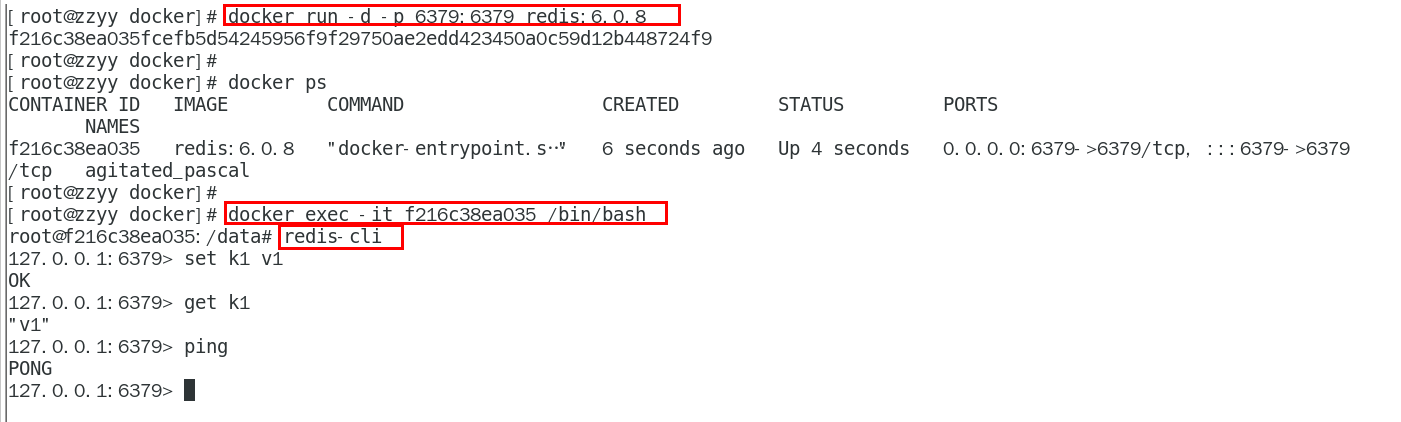 [root@zzyy docker]# docker run -d -p 6379:6379 redis:6.0.8
f216c38ea035fcefb5d54245956f9f29750ae2edd423450a0c59d12b448724f9
[root@zzyy docker]#
[root@zzyy docker]# docker ps
CONTAINER ID   IMAGE         COMMAND                  CREATED         STATUS         PORTS
       NAMES
f216c38ea035   redis:6.0.8   "docker-entrypoint.s…"   6 seconds ago   Up 4 seconds   0.0.0.0:6379->6379/tcp, :::6379->6379
/tcp   agitated_pascal
[root@zzyy docker]#
[root@zzyy docker]# docker exec -it f216c38ea035 /bin/bash
root@f216c38ea035:/data# redis-cli
127.0.0.1:6379> set k1 v1
OK
127.0.0.1:6379> get k1
"v1"
127.0.0.1:6379> ping
PONG
127.0.0.1:6379>